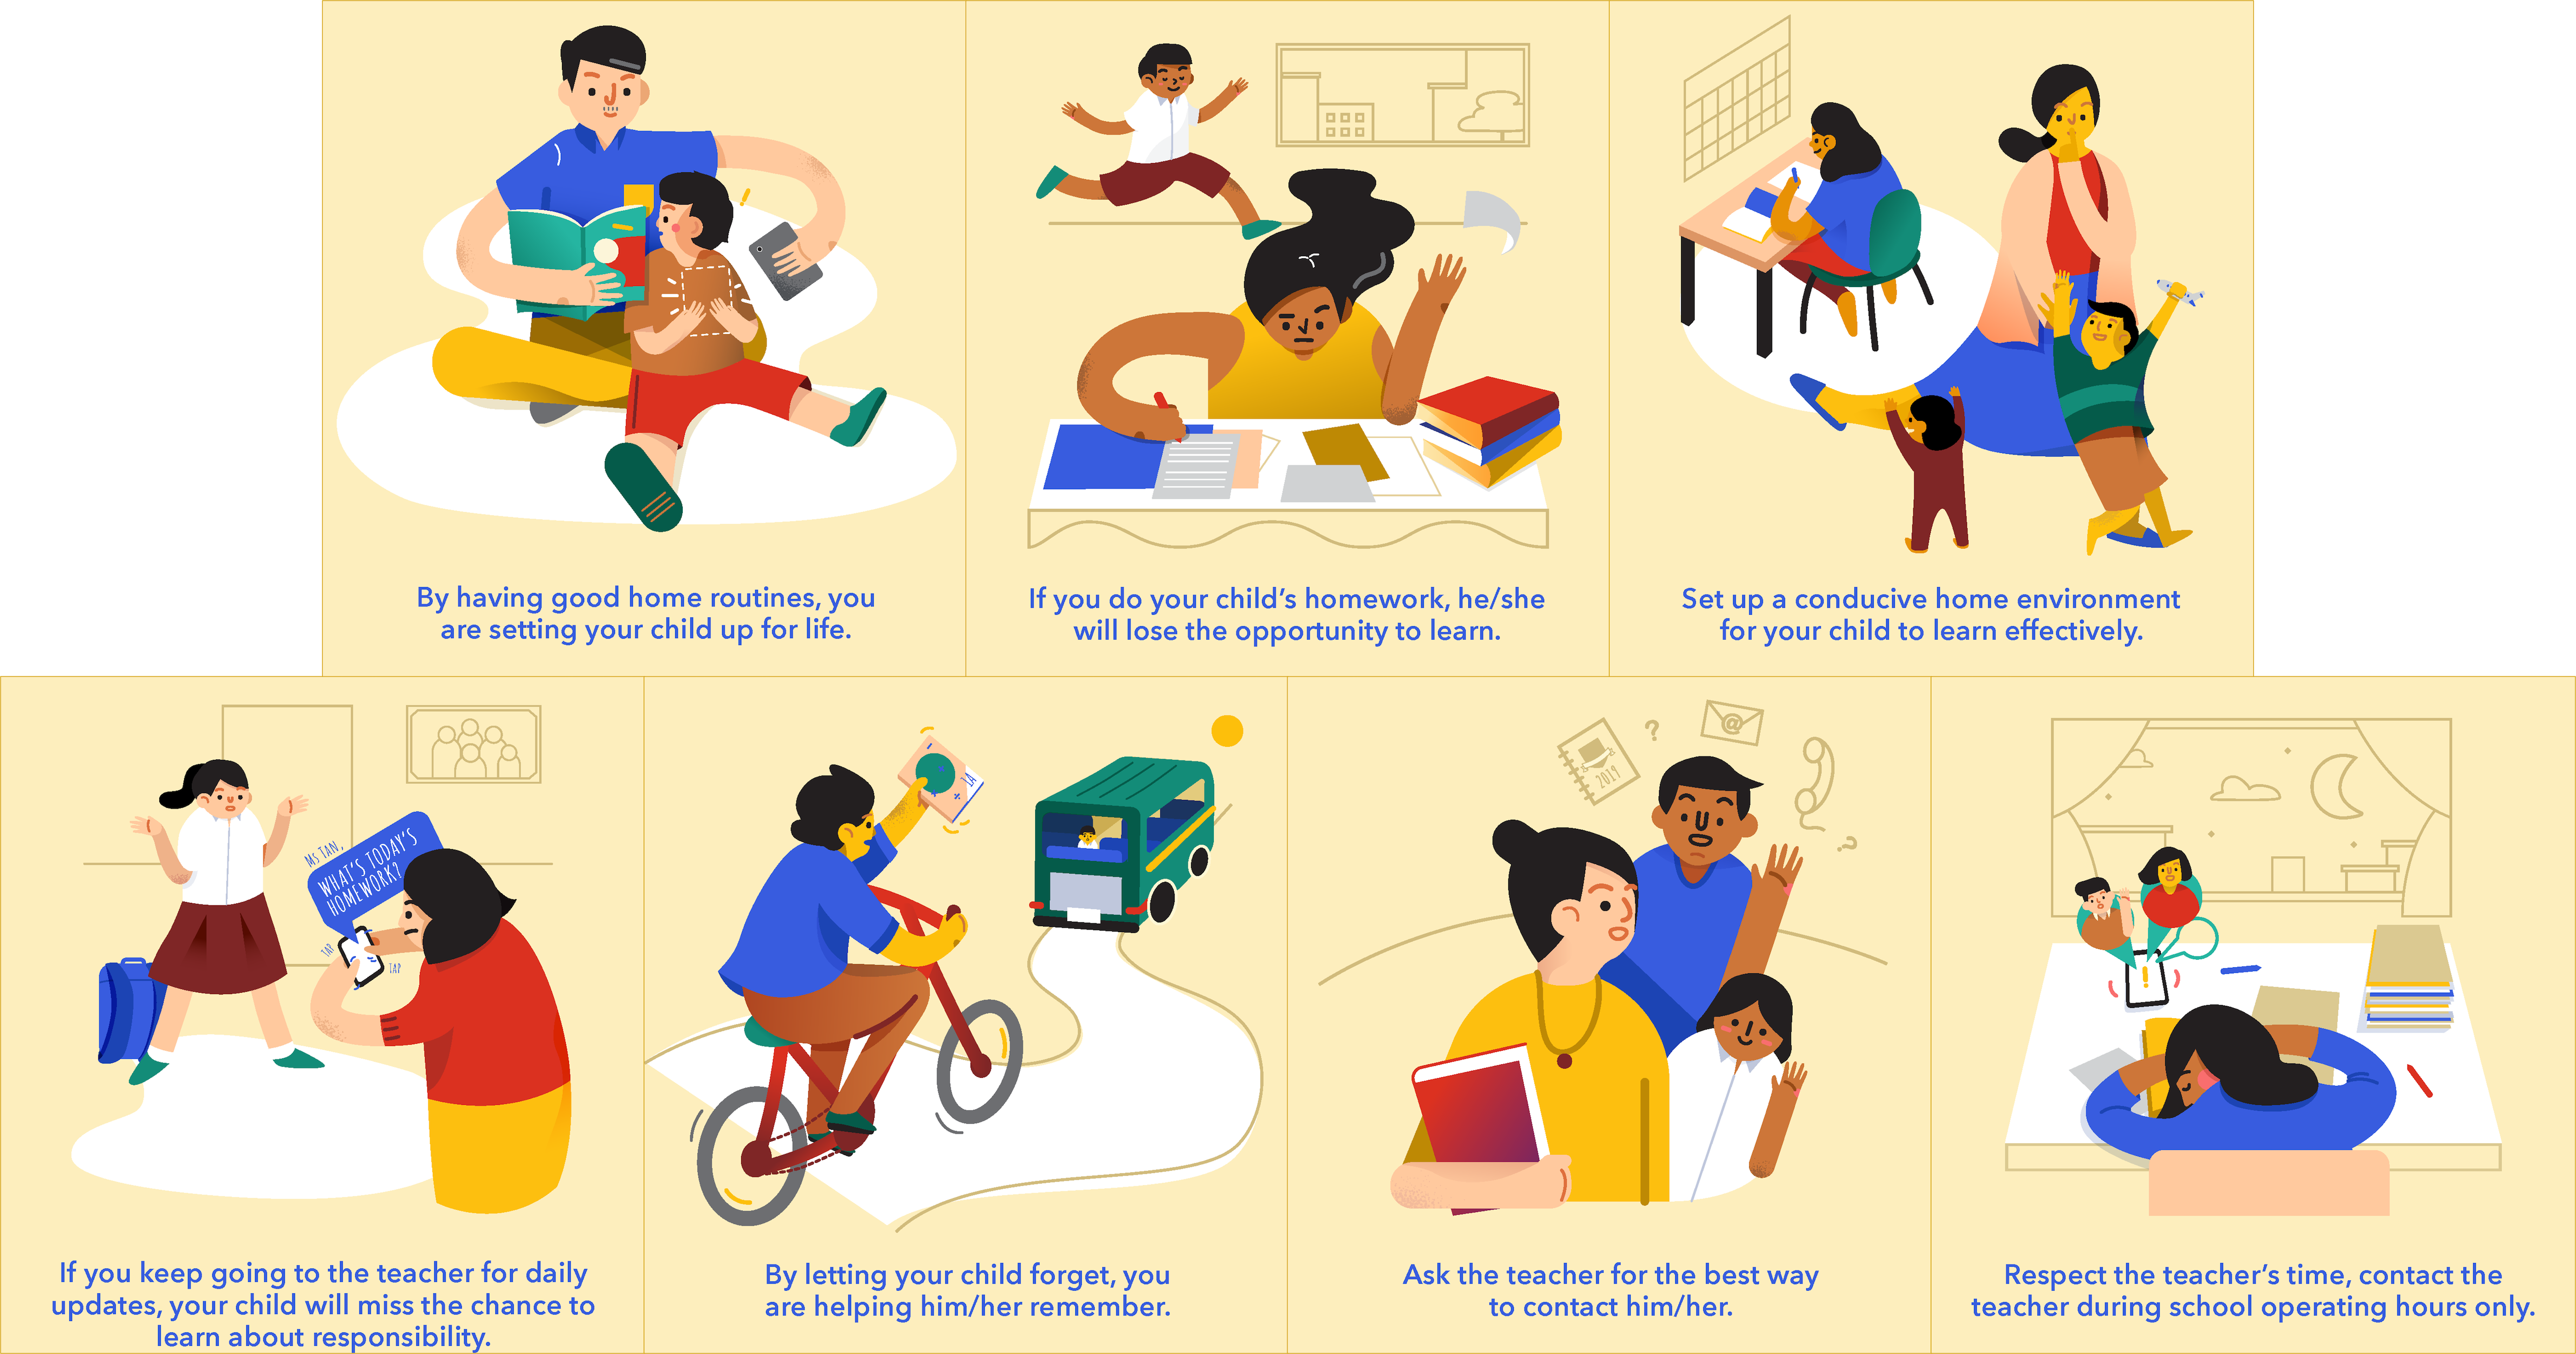 By having good home routines, you
are setting your child up for life.
If you do your child's homework, he/she
will lose the opportunity to learn.
Set up a conducive home environment
for your child to learn effectively.
Ms Tan,
WHAT'S TODAY'S
HOMEWORK?
TAP
TAP
If you keep going to the teacher for daily
updates, your child will miss the chance to
learn about responsibility.
1A
By letting your child forget, you
are helping him/her remember.
2019
?
@
?
Ask the teacher for the best way
to contact him/her.
!
Respect the teacher's time, contact the
teacher during school operating hours only.